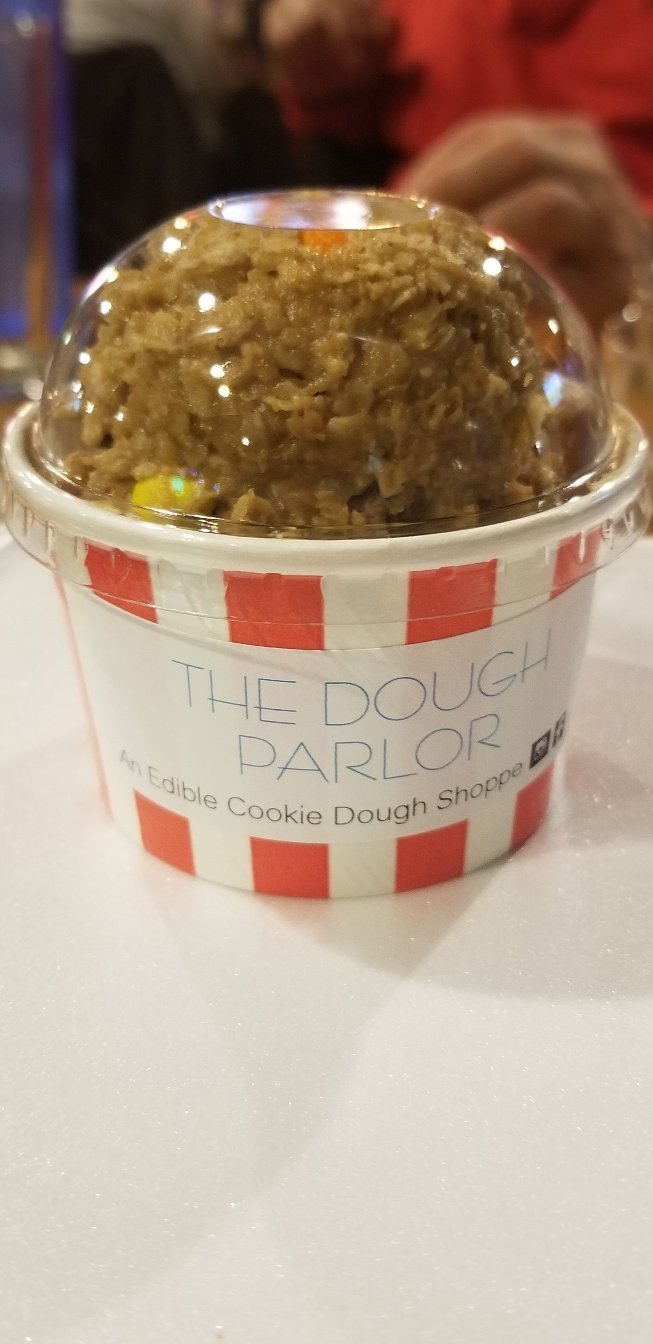 THE DOUGH
PARLOR
An Edible Cookie Dough Shoppe